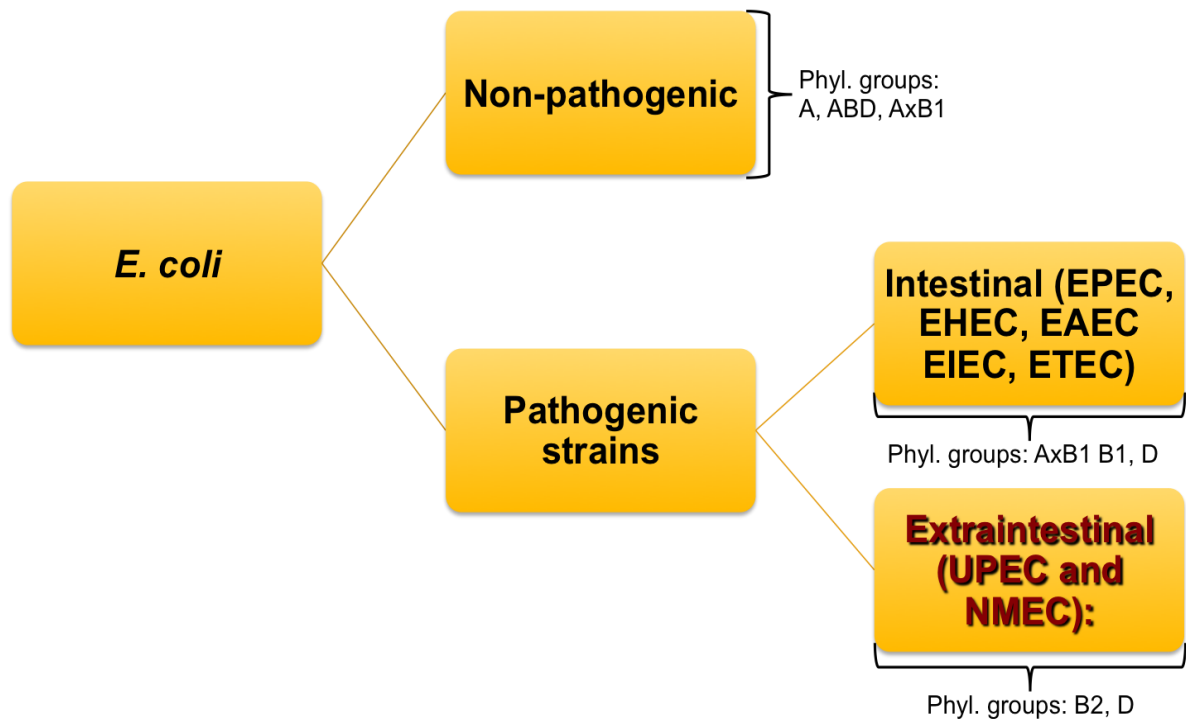 Non-pathogenic
Phyl. groups:
A, ABD, AxB1
E. coli
Pathogenic
strains
Intestinal (EPEC,
EHEC, EAEC
EIEC, ETEC)
Phyl. groups: AxB1 B1, D
Extraintestinal
(UPEC and
NMEC):
Phyl. groups: B2, D